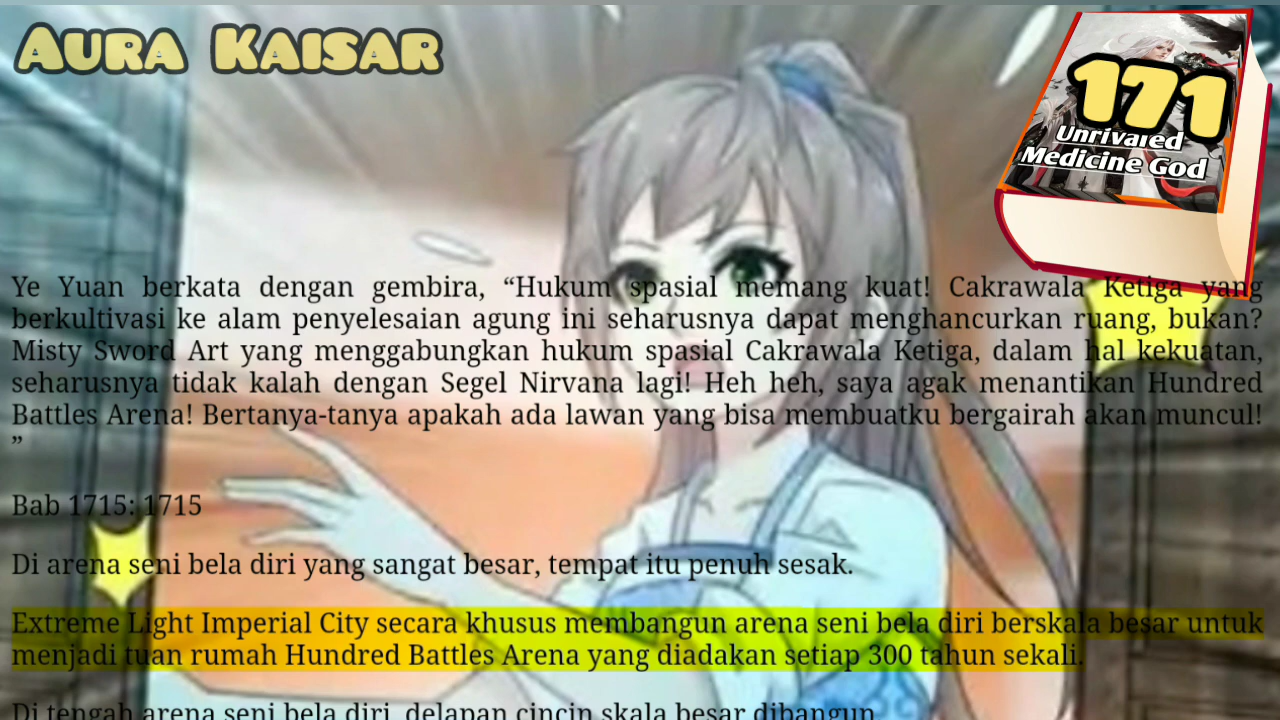 Aura Kaisar
171
Unrivaled
Medicine God
Ye Yuan berkata dengan gembira, “Hukum spasial memang kuat! Cakrawala Ketiga yang
berkultivasi ke alam penyelesaian agung ini seharusnya dapat menghancurkan ruang, bukan?
Misty Sword Art yang menggabungkan hukum spasial Cakrawala Ketiga, dalam hal kekuatan,
seharusnya tidak kalah dengan Segel Nirvana lagi! Heh heh, saya agak menantikan Hundred
Battles Arena! Bertanya-tanya apakah ada lawan yang bisa membuatku bergairah akan muncul!
”
Bab 1715: 1715
Di arena seni bela diri yang sangat besar, tempat itu penuh sesak.
Extreme Light Imperial City secara khusus membangun arena seni bela diri berskala besar untuk
menjadi tuan rumah Hundred Battles Arena yang diadakan setiap 300 tahun sekali.
Di tengah arena seni bela diri, delapan cincin skala besar dibangun.